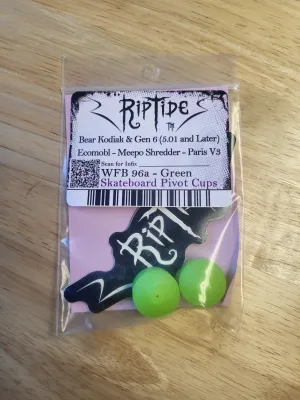 RIPTIDE
TM
Bear Kodiak & Gen 6 (5.01 and Later)
Ecomobl - Meepo Shredder - Paris V3
Scan for Info:
WFB 96a - Green
Skateboard Pivot Cups
RIPTIDE